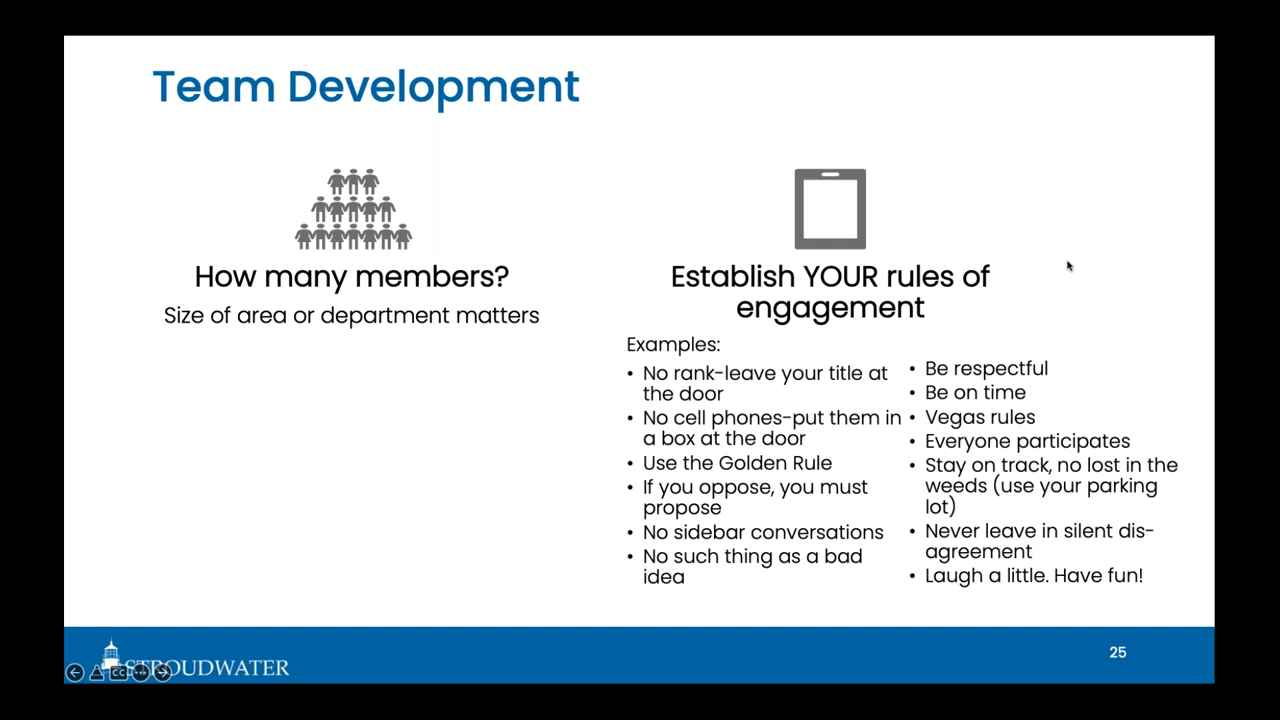 Team Development
How many members?
Size of area or department matters
Establish YOUR rules of
engagement
Examples:
• No rank-leave your title at
the door
• No cell phones-put them in
a box at the door
• Use the Golden Rule
• If you oppose, you must
propose
• No sidebar conversations
• No such thing as a bad
idea
• Be respectful
• Be on time
• Vegas rules
• Everyone participates
• Stay on track, no lost in the
weeds (use your parking
lot)
• Never leave in silent dis-
agreement
• Laugh a little. Have fun!
STROUDWATER
CC
25